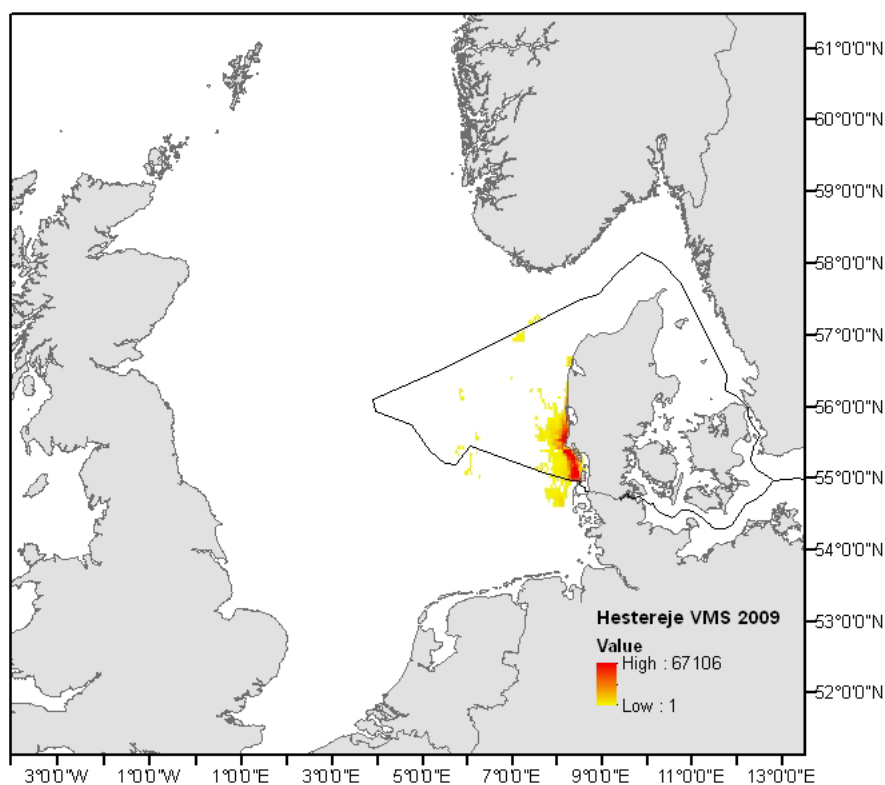 61°0'0"N
60°0'0"N
59°0'0"N
58°0'0"N
57°0'0"N
56°0'0"N
55°0'0"N
54°0'0"N
53°0'0"N
52°0'0"N
Hestereje VMS 2009
Value
High : 67106
Low : 1
3°0'0"W 1°0'0"W 1°0'0"E 3°0'0"E 5°0'0"E 7°0'0"E 9°0'0"E 11°0'0"E 13°0'0"E